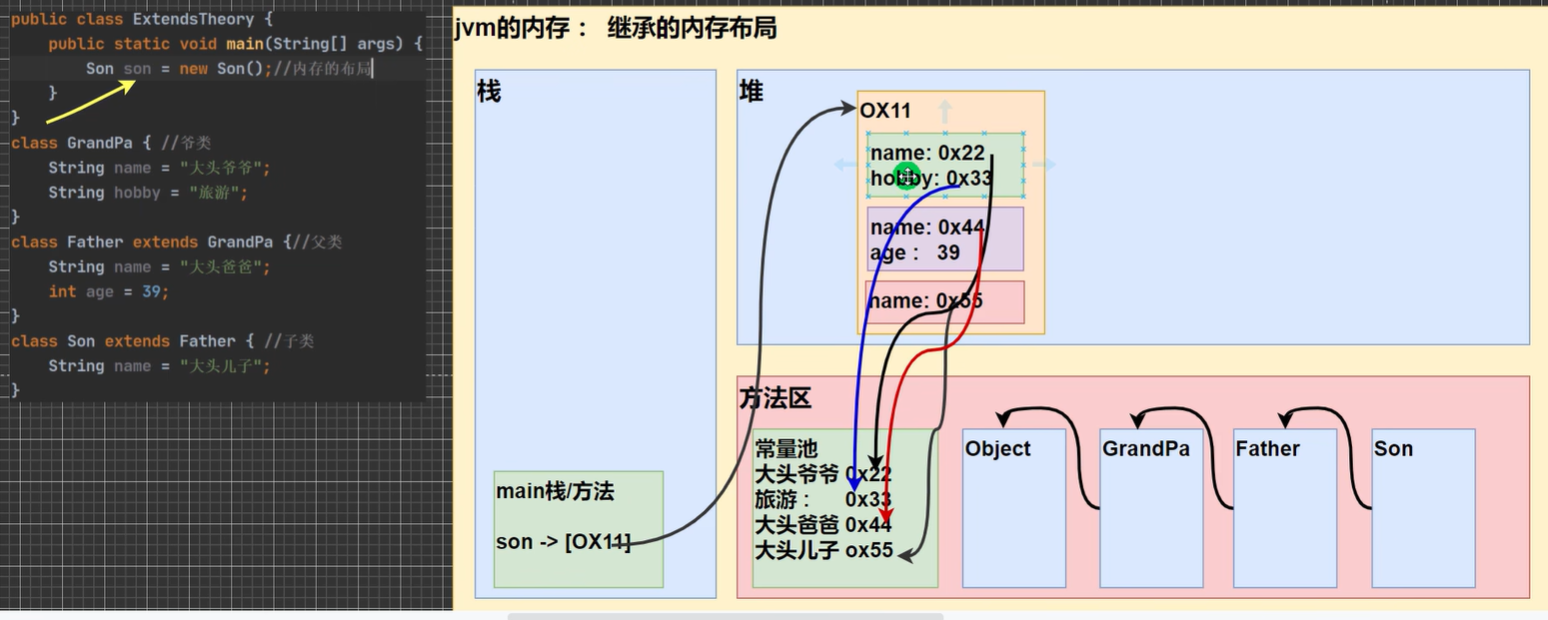 public class ExtendsTheory {
public static void main(String[] args) {
Son son = new Son();//内存的布局
}
}
class GrandPa { //爷类
String name = "大头爷爷";
String hobby = "旅游";
}
class Father extends GrandPa {//父类
String name = "大头爸爸";
int age = 39;
}
class Son extends Father { //子类
String name = "大头儿子";
}
jvm的内存： 继承的内存布局
栈
main栈/方法
son -> [OX11]
堆
OX11
name: 0x22
hobby: 0x33
name: 0x44
age : 39
name: 0x55
方法区
常量池
大头爷爷 0x22
旅游： 0x33
大头爸爸 0x44
大头儿子 ox55
Object
GrandPa
Father
Son